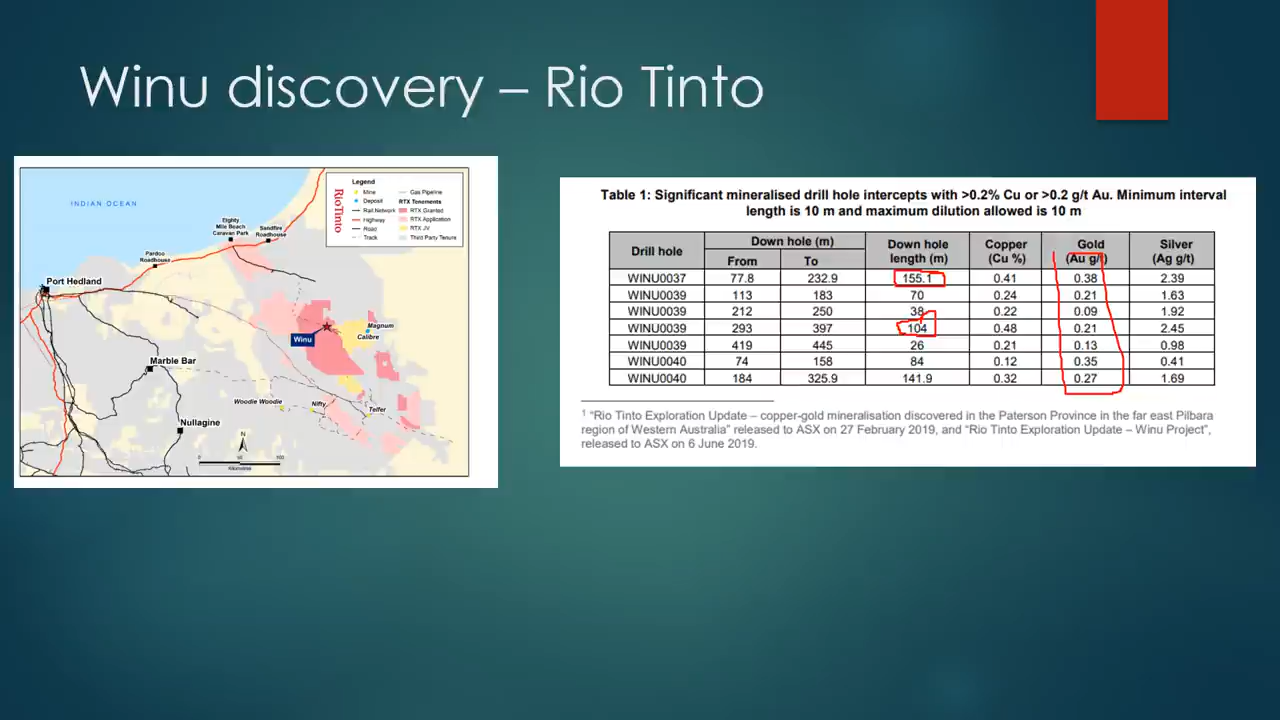 Winu discovery – Rio Tinto
INDIAN OCEAN
RioTinto
Legend
Mine
Deposit
Rail Network
Highway
Road
Track
Gas Pipeline
RTX Tenements
RTX Granted
RTX Application
RTX JV
Third Party Tenure
Eighty
Mile Beach
Caravan Park
Sandfire
Roadhouse
Pardoo
Roadhouse
Port Hedland
Winu
Magnum
Calibre
Marble Bar
Woodie Woodie
Nifty
Telfer
Nullagine
N
0 50 100
Kilometres
Table 1: Significant mineralised drill hole intercepts with >0.2% Cu or >0.2 g/t Au. Minimum interval
length is 10 m and maximum dilution allowed is 10 m
Drill hole Down hole (m) Down hole length (m) Copper (Cu %) Gold (Au g/t) Silver (Ag g/t)
From To
WINU0037 77.8 232.9 155.1 0.41 0.38 2.39
WINU0039 113 183 70 0.24 0.21 1.63
WINU0039 212 250 38 0.22 0.09 1.92
WINU0039 293 397 104 0.48 0.21 2.45
WINU0039 419 445 26 0.21 0.13 0.98
WINU0040 74 158 84 0.12 0.35 0.41
WINU0040 184 325.9 141.9 0.32 0.27 1.69
1 “Rio Tinto Exploration Update – copper-gold mineralisation discovered in the Paterson Province in the far east Pilbara
region of Western Australia” released to ASX on 27 February 2019, and “Rio Tinto Exploration Update – Winu Project”,
released to ASX on 6 June 2019.